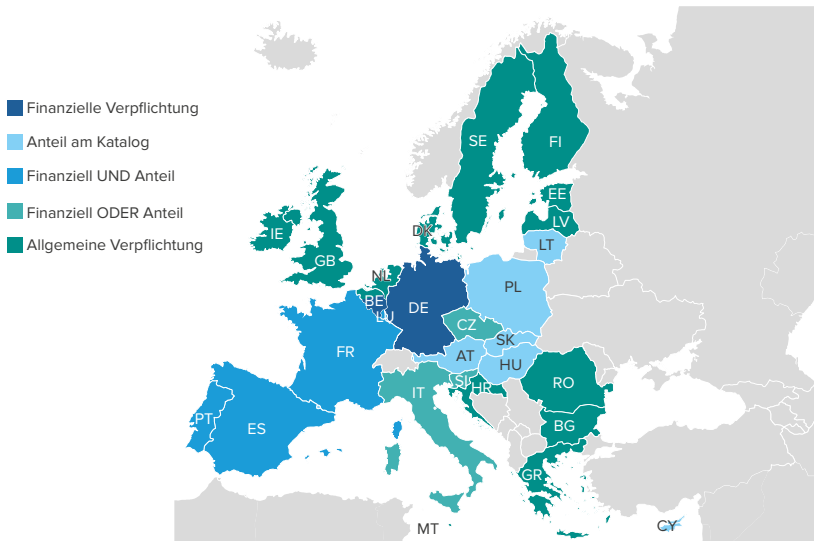 Finanzielle Verpflichtung
Anteil am Katalog
Finanziell UND Anteil
Finanziell ODER Anteil
Allgemeine Verpflichtung
SE
FI
EE
LV
DK
LT
IE
GB
NL
PL
BE
DE
LU
CZ
SK
FR
AT
HU
RO
SI
HR
IT
PT
ES
BG
GR
MT
CY